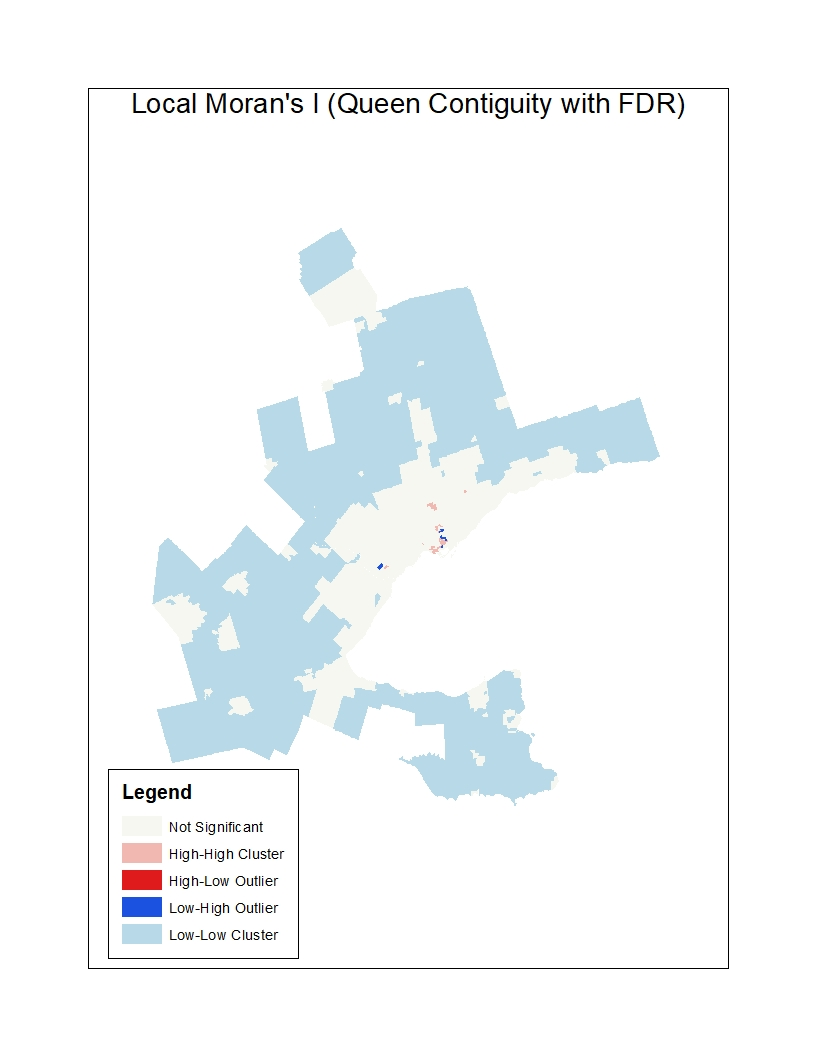 Local Moran's I (Queen Contiguity with FDR)
Legend
Not Significant
High-High Cluster
High-Low Outlier
Low-High Outlier
Low-Low Cluster